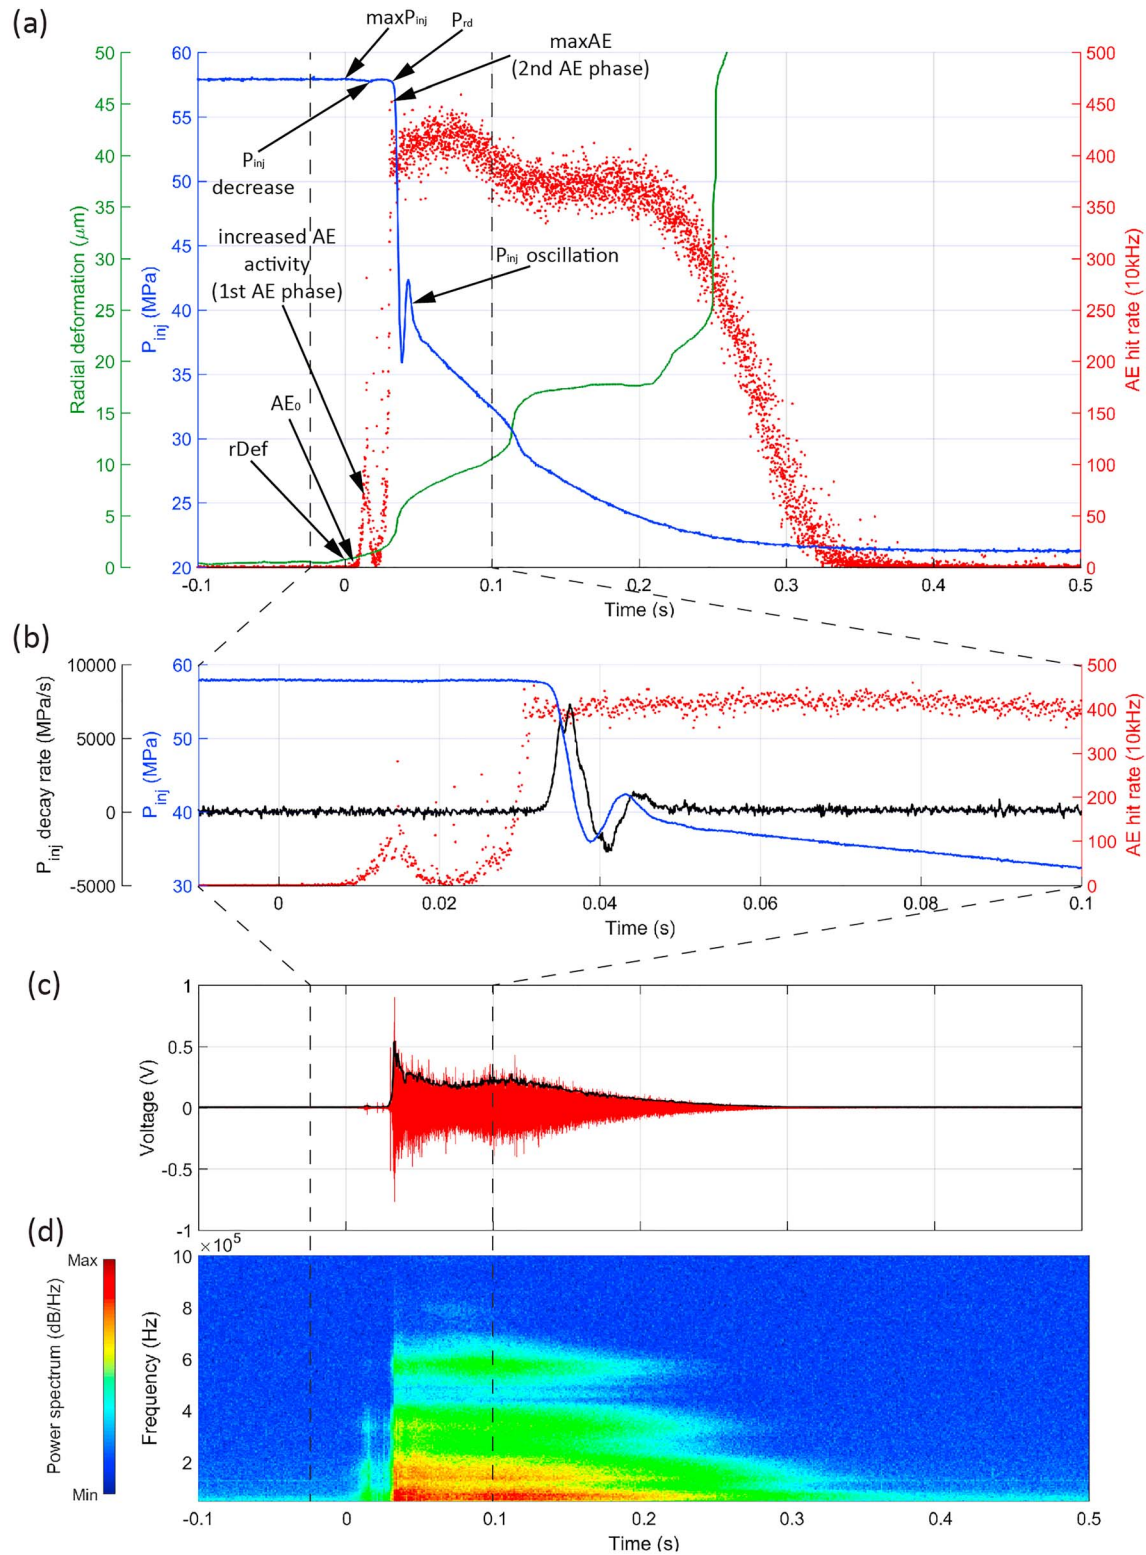 (a)
maxPinj
Prd
maxAE
(2nd AE phase)
Pinj
decrease
increased AE
activity
(1st AE phase)
Pinj oscillation
AE0
rDef
Radial deformation (μm)
50
45
40
35
30
25
20
15
10
5
0
Pinj (MPa)
60
55
50
45
40
35
30
25
20
AE hit rate (10kHz)
500
450
400
350
300
250
200
150
100
50
0
-0.1 0 0.1 0.2 0.3 0.4 0.5
Time (s)
(b)
Pinj decay rate (MPa/s)
10000
5000
0
-5000
Pinj (MPa)
60
50
40
30
AE hit rate (10kHz)
500
400
300
200
100
0
0 0.02 0.04 0.06 0.08 0.1
Time (s)
(c)
Voltage (V)
1
0.5
0
-0.5
-1
(d)
×10⁵
Power spectrum (dB/Hz)
Max
Min
Frequency (Hz)
10
8
6
4
2
-0.1 0 0.1 0.2 0.3 0.4 0.5
Time (s)